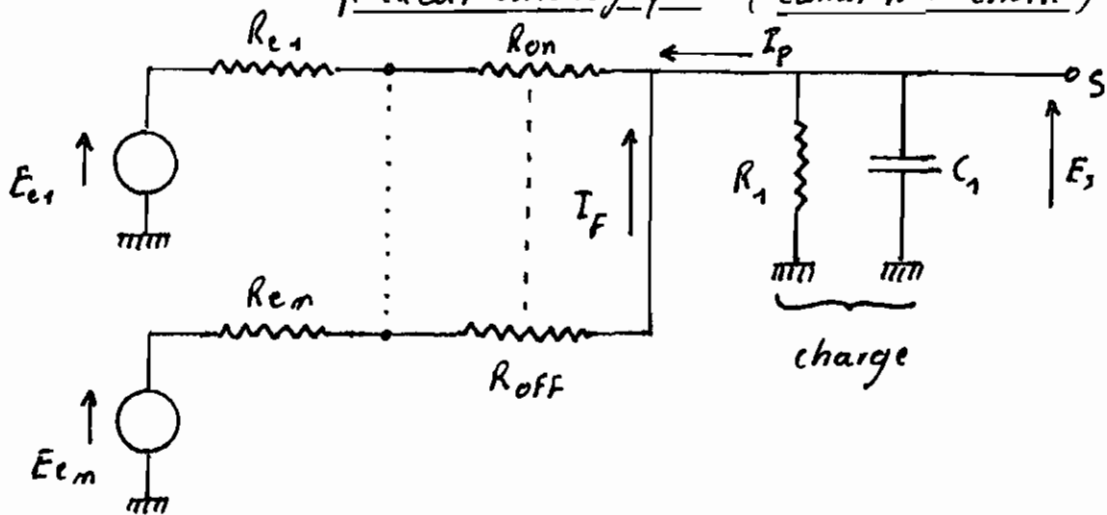 Re1
Ron
Ip
S
Ee1
IF
R1
C1
Es
Rem
Roff
charge
Eem